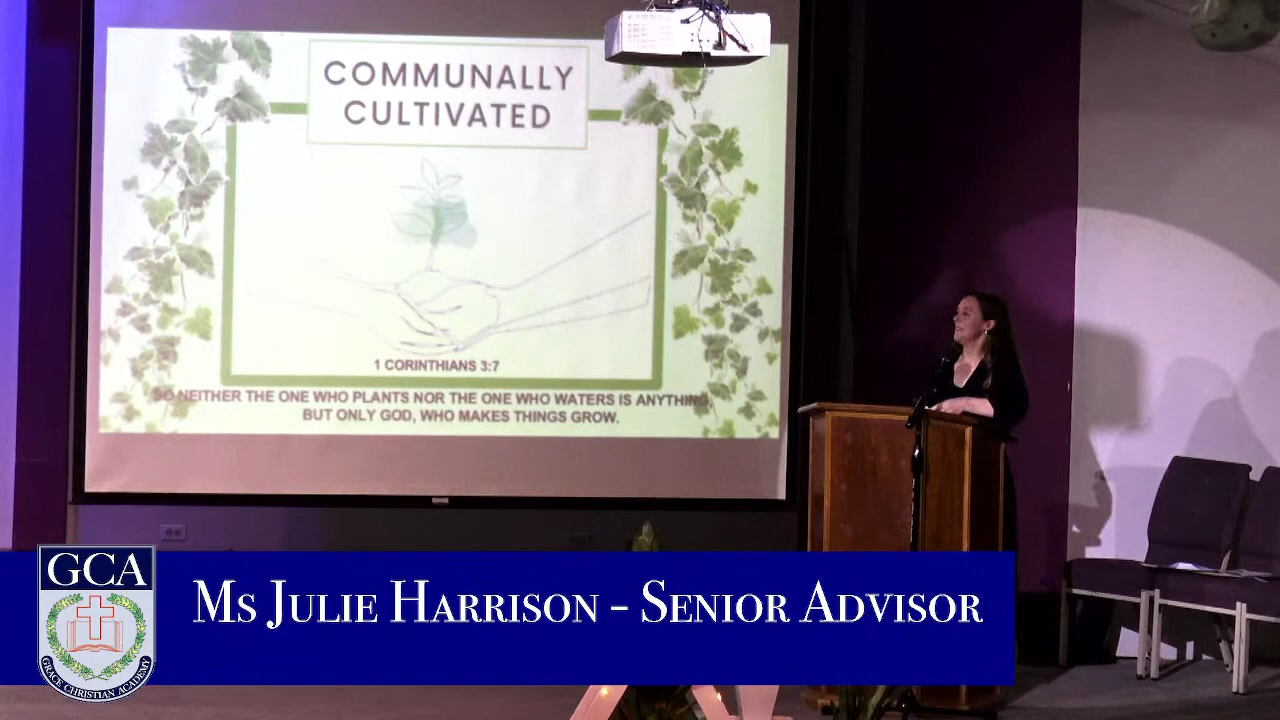 COMMUNALLY
CULTIVATED
1 CORINTHIANS 3:7
SO NEITHER THE ONE WHO PLANTS NOR THE ONE WHO WATERS IS ANYTHING,
BUT ONLY GOD, WHO MAKES THINGS GROW.
GCA
GRACE CHRISTIAN ACADEMY
Ms Julie Harrison – Senior Advisor